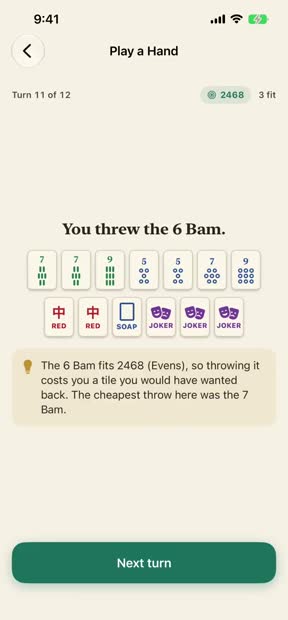 9:41
Play a Hand
Turn 11 of 12
2468
3 fit
You threw the 6 Bam.
7 7 9 5 5 7 9
中 中
RED RED SOAP JOKER JOKER JOKER
The 6 Bam fits 2468 (Evens), so throwing it
costs you a tile you would have wanted
back. The cheapest throw here was the 7
Bam.
Next turn